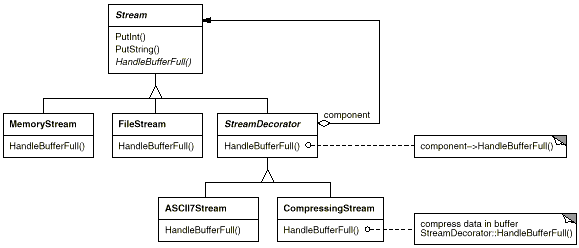 Stream
PutInt()
PutString()
HandleBufferFull()
component
MemoryStream
HandleBufferFull()
FileStream
HandleBufferFull()
StreamDecorator
HandleBufferFull()
component–>HandleBufferFull()
ASCII7Stream
HandleBufferFull()
CompressingStream
HandleBufferFull()
compress data in buffer
StreamDecorator::HandleBufferFull()